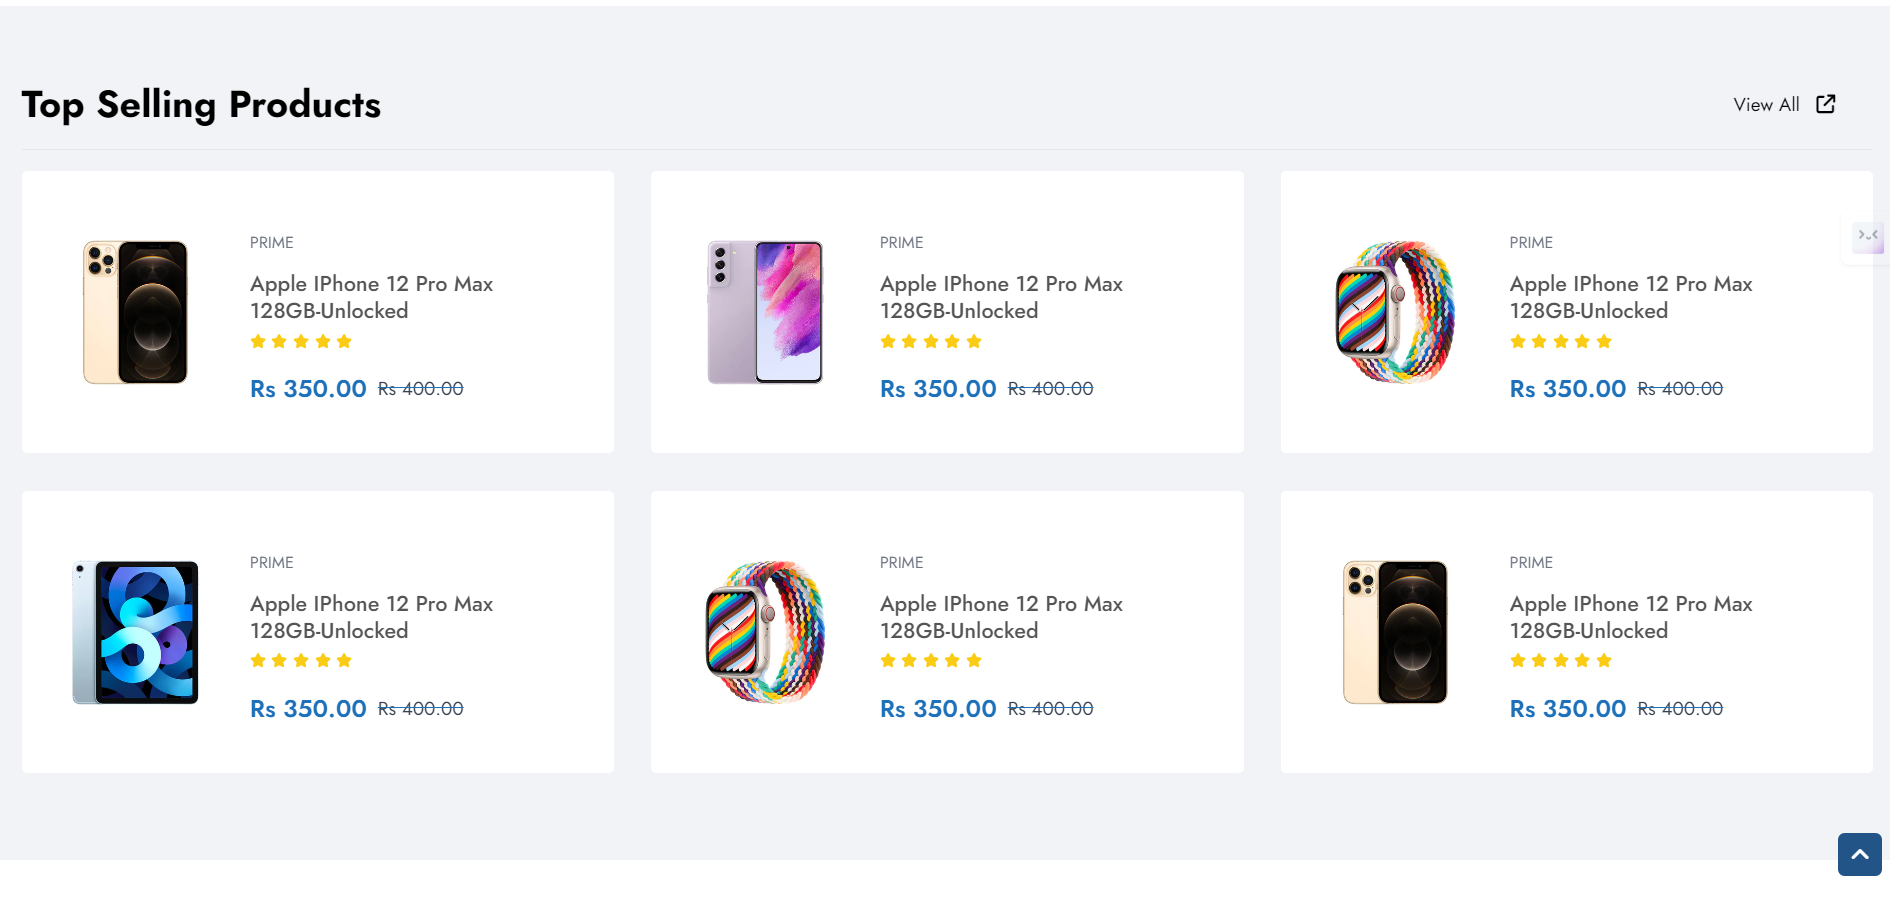 Top Selling Products
View All
PRIME
Apple IPhone 12 Pro Max
128GB-Unlocked
Rs 350.00 Rs 400.00
PRIME
Apple IPhone 12 Pro Max
128GB-Unlocked
Rs 350.00 Rs 400.00
PRIME
Apple IPhone 12 Pro Max
128GB-Unlocked
Rs 350.00 Rs 400.00
PRIME
Apple IPhone 12 Pro Max
128GB-Unlocked
Rs 350.00 Rs 400.00
PRIME
Apple IPhone 12 Pro Max
128GB-Unlocked
Rs 350.00 Rs 400.00
PRIME
Apple IPhone 12 Pro Max
128GB-Unlocked
Rs 350.00 Rs 400.00